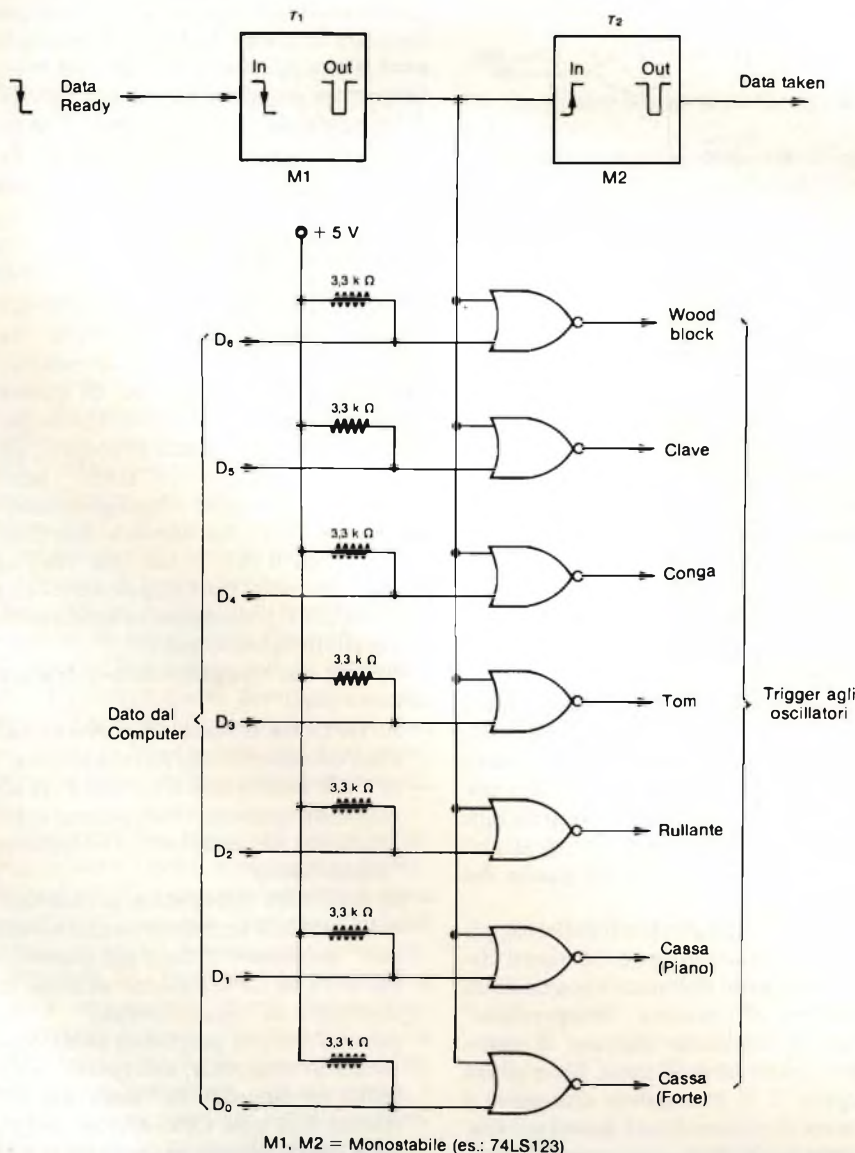 T1
T2
In
Out
In
Out
Data
Ready
Data taken
M1
M2
+ 5 V
3,3 k Ω
D6
Wood
block
3,3 k Ω
D5
Clave
3,3 k Ω
D4
Conga
3,3 k Ω
D3
Tom
Dato dal
Computer
Trigger agli
oscillatori
3,3 k Ω
D2
Rullante
3,3 k Ω
D1
Cassa
(Piano)
3,3 k Ω
D0
Cassa
(Forte)
M1, M2 = Monostabile (es.: 74LS123)